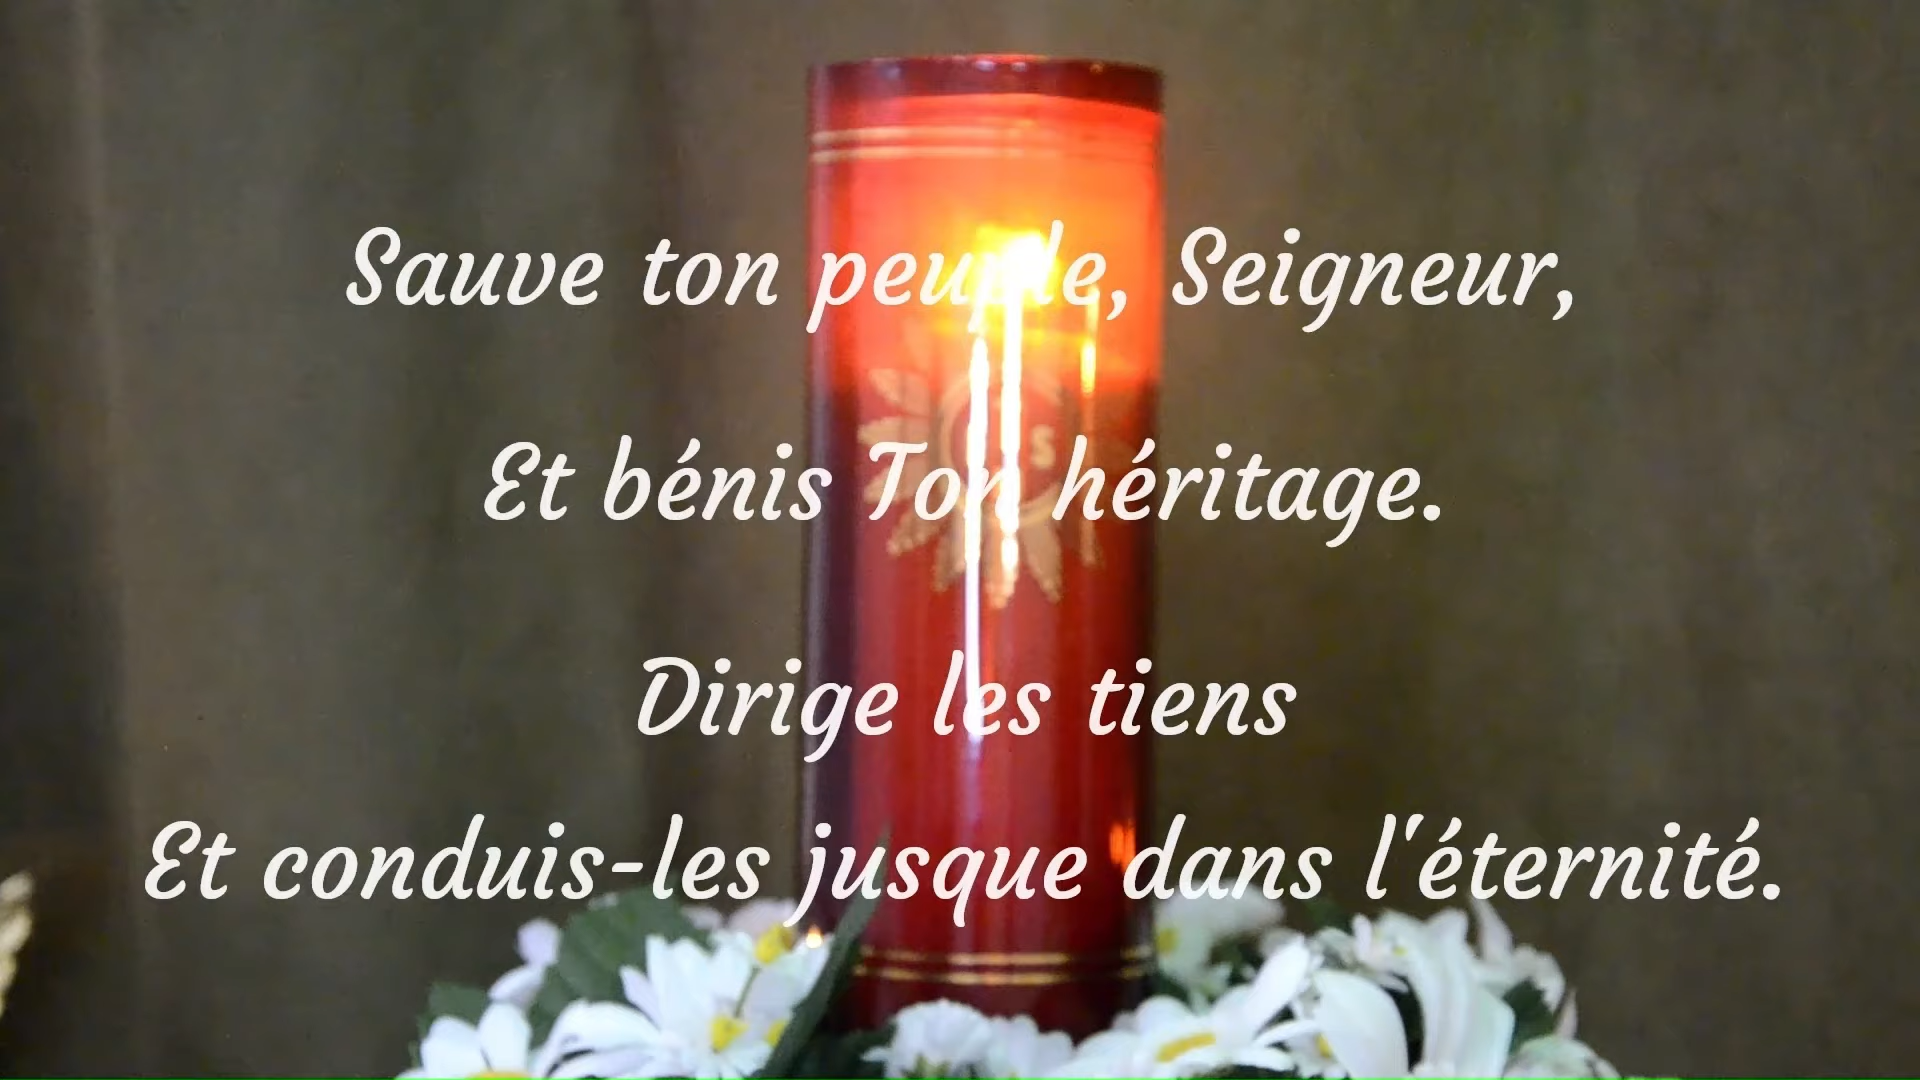 Sauve ton peuple, Seigneur,
Et bénis Ton héritage.
Dirige les tiens
Et conduis-les jusque dans l'éternité.